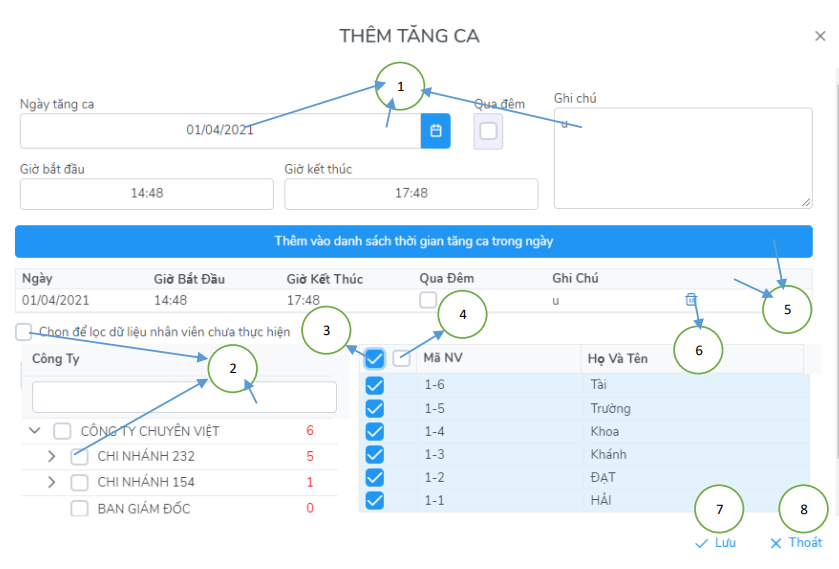 THÊM TĂNG CA
1
Ngày tăng ca
Qua đêm
Ghi chú
01/04/2021
u
Giờ bắt đầu
Giờ kết thúc
14:48
17:48
Thêm vào danh sách thời gian tăng ca trong ngày
Ngày Giờ Bắt Đầu Giờ Kết Thúc Qua Đêm Ghi Chú
01/04/2021 14:48 17:48 u
5
Chọn để lọc dữ liệu nhân viên chưa thực hiện
3
4
6
Công Ty
2
Mã NV Họ Và Tên
1-6 Tài
1-5 Trường
CÔNG TY CHUYÊN VIỆT 6
1-4 Khoa
CHI NHÁNH 232 5
1-3 Khánh
CHI NHÁNH 154 1
1-2 ĐẠT
BAN GIÁM ĐỐC 0
1-1 HẢI
7
8
Lưu
Thoát